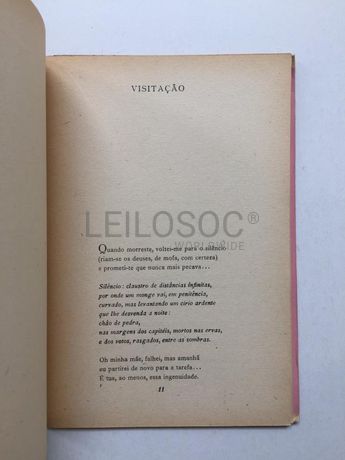 VISITAÇÃO
LEILOSOC®
WORLDWIDE
Quando morreste, voltei-me para o silêncio
(riam-se os deuses, de mofa, com certeza)
e prometi-te que nunca mais pecava...
Silêncio: claustro de distâncias infinitas,
por onde um monge vai, em penitência,
curvado, mas levantando um círio ardente
que lhe desvenda a noite:
chão de pedra,
nas margens dos capitéis, mortos nas ervas,
e dos votos, rasgados, entre as sombras.
Oh minha mãe, falhei, mas amanhã
eu partirei de novo para a tarefa...
É tua, ao menos, essa ingenuidade.
11